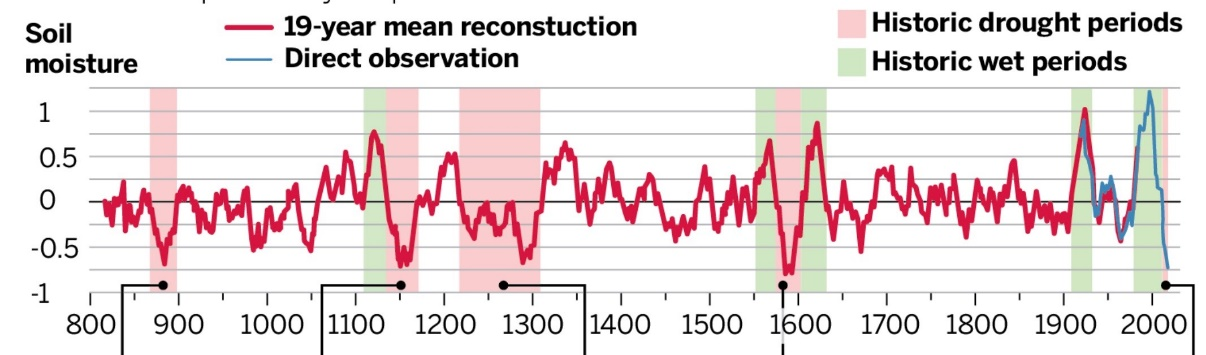 Soil
moisture
19-year mean reconstuction
Direct observation
Historic drought periods
Historic wet periods
1
0.5
0
-0.5
-1
800 900 1000 1100 1200 1300 1400 1500 1600 1700 1800 1900 2000